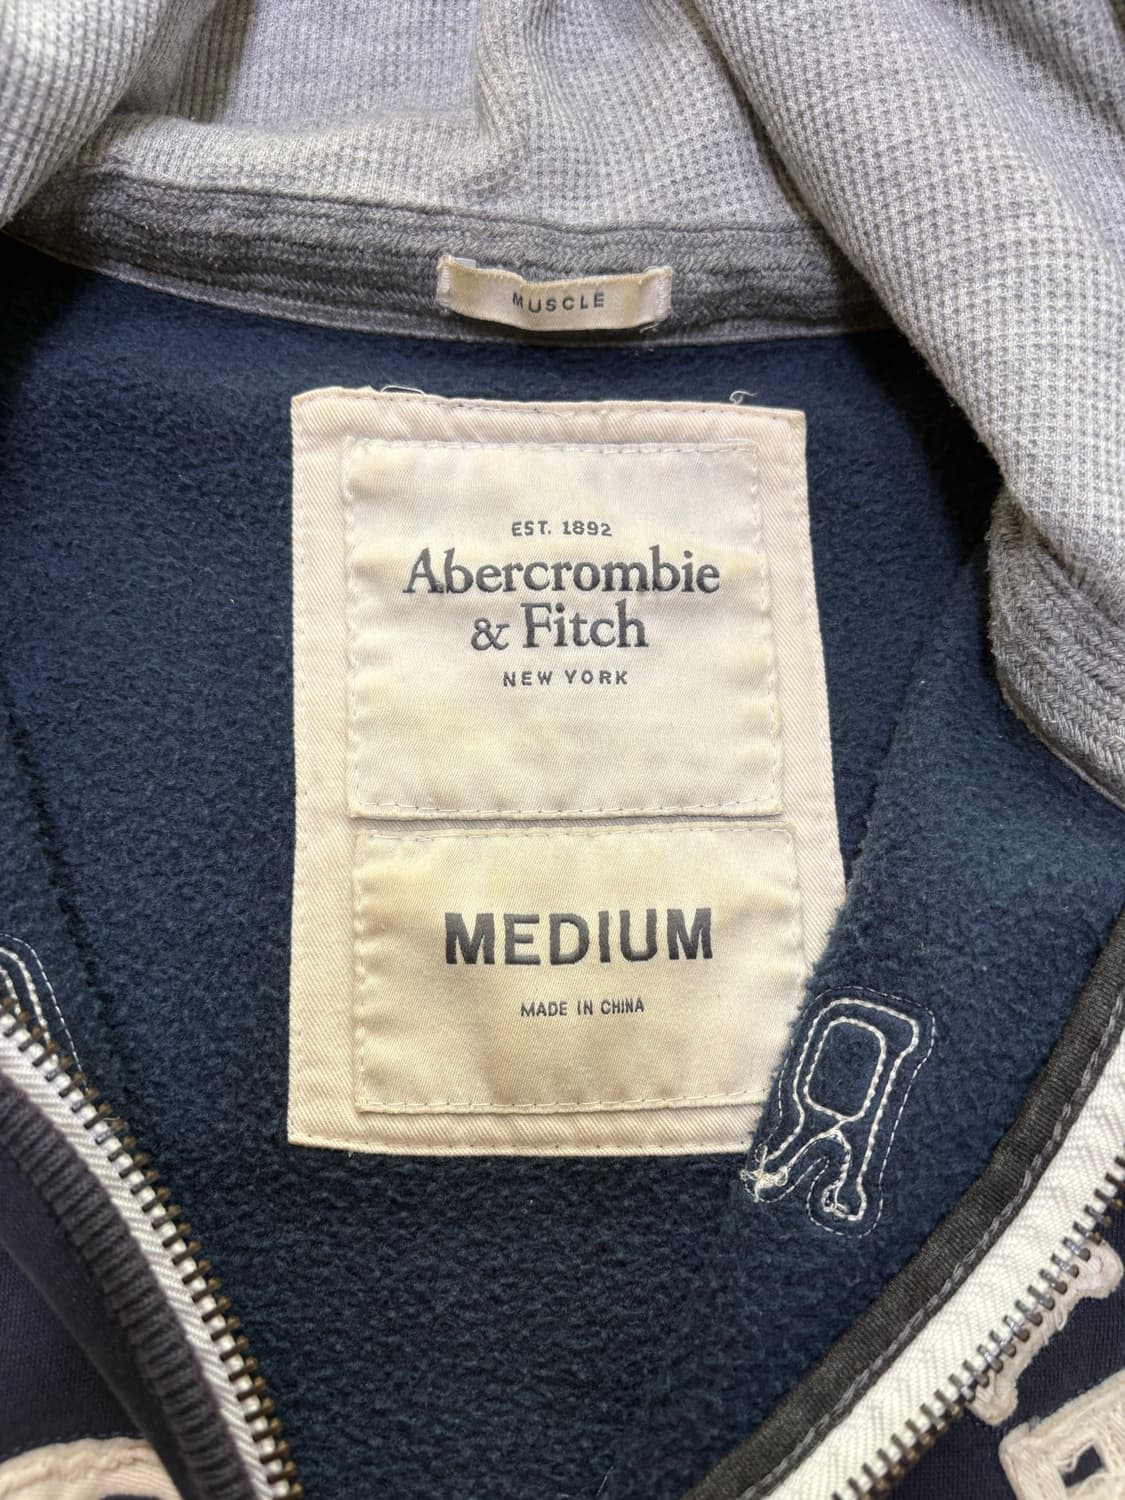 MUSCLE
EST. 1892
Abercrombie
& Fitch
NEW YORK
MEDIUM
MADE IN CHINA